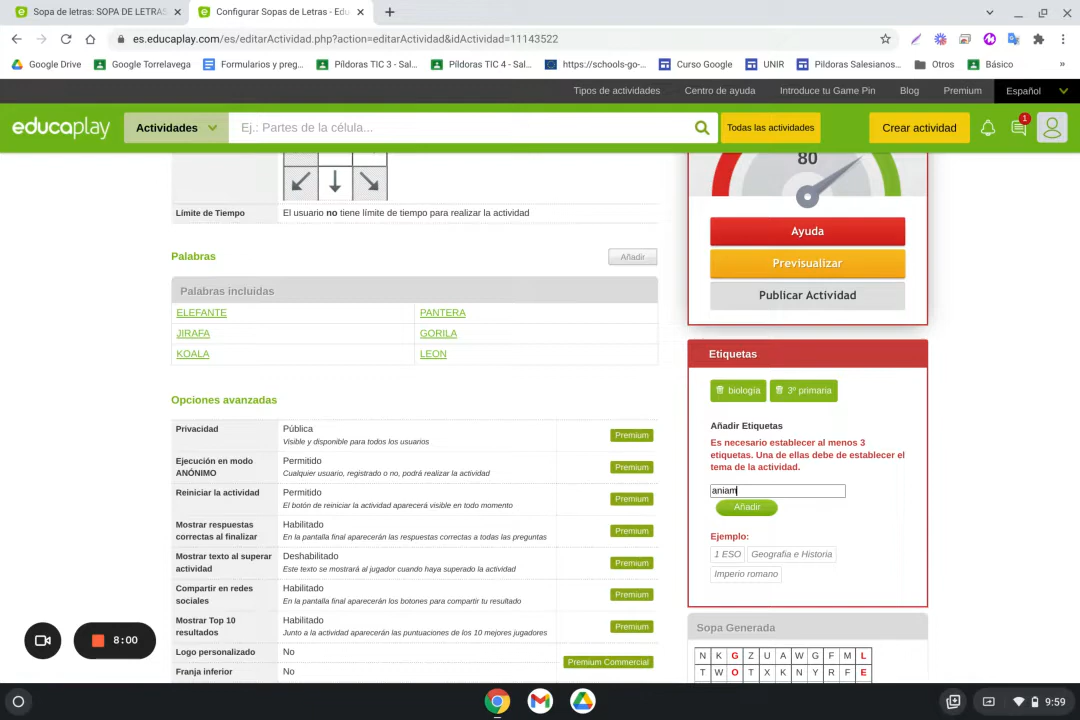 Sopa de letras: SOPA DE LETRAS
Configurar Sopas de Letras - Edu
es.educaplay.com/es/editarActividad.php?action=editarActividad&idActividad=11143522
Google Drive Google Torrelavega Formularios y preg... Píldoras TIC 3 - Sal... Píldoras TIC 4 - Sal... https://schools-go-... Curso Google UNIR Píldoras Salesianos... Otros Básico »
Tipos de actividades Centro de ayuda Introduce tu Game Pin Blog Premium Español
educaplay Actividades Ej.: Partes de la célula... Todas las actividades Crear actividad 1
Límite de Tiempo El usuario no tiene límite de tiempo para realizar la actividad
Palabras Añadir
Palabras incluidas
ELEFANTE PANTERA
JIRAFA GORILA
KOALA LEON
Opciones avanzadas
Privacidad Pública Premium
Visible y disponible para todos los usuarios
Ejecución en modo Permitido Premium
ANÓNIMO Cualquier usuario, registrado o no, podrá realizar la actividad
Reiniciar la actividad Permitido Premium
El botón de reiniciar la actividad aparecerá visible en todo momento
Mostrar respuestas Habilitado Premium
correctas al finalizar En la pantalla final aparecerán las respuestas correctas a todas las preguntas
Mostrar texto al superar Deshabilitado Premium
actividad Este texto se mostrará al jugador cuando haya superado la actividad
Compartir en redes Habilitado Premium
sociales En la pantalla final aparecerán los botones para compartir tu resultado
Mostrar Top 10 Habilitado Premium
resultados Junto a la actividad aparecerán las puntuaciones de los 10 mejores jugadores
Logo personalizado No Premium Commercial
Franja inferior No
80
Ayuda
Previsualizar
Publicar Actividad
Etiquetas
biología 3º primaria
Añadir Etiquetas
Es necesario establecer al menos 3
etiquetas. Una de ellas debe de establecer el
tema de la actividad.
aniam
Añadir
Ejemplo:
1 ESO Geografia e Historia
Imperio romano
Sopa Generada
N K G Z U A W G F M L
T W O T X K N Y R F E
8:00
9:59